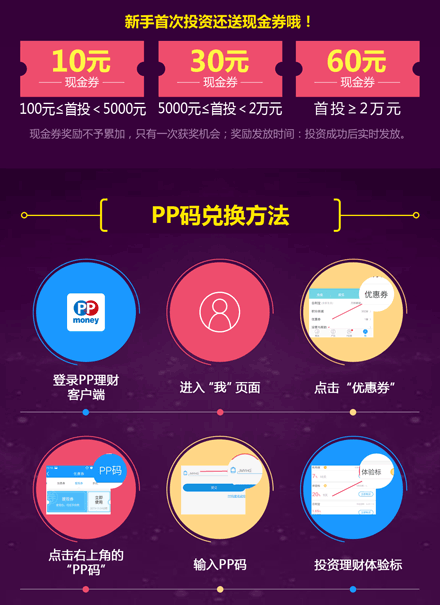 新手首次投资还送现金券哦！
10元 30元 60元
现金券 现金券 现金券
100元≤首投＜5000元 5000元≤首投＜2万元 首投≥2万元
现金券奖励不予累加，只有一次获奖机会；奖励发放时间：投资成功后实时发放。
PP码兑换方法
PP
money
优惠券
登录PP理财
客户端
进入“我”页面
点击“优惠券”
PP码
体验标
点击右上角的
“PP码”
输入PP码
投资理财体验标